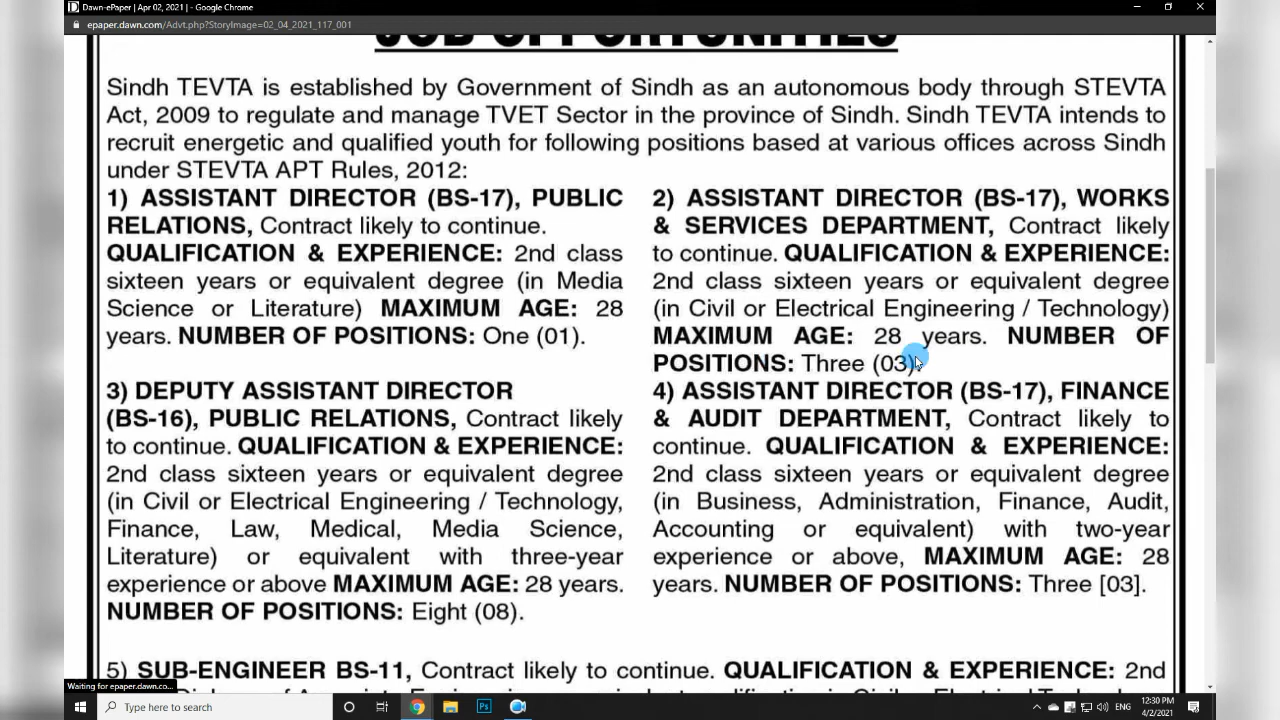 Dawn-ePaper | Apr 02, 2021 | - Google Chrome
epaper.dawn.com/Advt.php?StoryImage=02_04_2021_117_001
JOB OPPORTUNITIES
Sindh TEVTA is established by Government of Sindh as an autonomous body through STEVTA
Act, 2009 to regulate and manage TVET Sector in the province of Sindh. Sindh TEVTA intends to
recruit energetic and qualified youth for following positions based at various offices across Sindh
under STEVTA APT Rules, 2012:
1) ASSISTANT DIRECTOR (BS-17), PUBLIC
RELATIONS, Contract likely to continue.
QUALIFICATION & EXPERIENCE: 2nd class
sixteen years or equivalent degree (in Media
Science or Literature) MAXIMUM AGE: 28
years. NUMBER OF POSITIONS: One (01).
2) ASSISTANT DIRECTOR (BS-17), WORKS
& SERVICES DEPARTMENT, Contract likely
to continue. QUALIFICATION & EXPERIENCE:
2nd class sixteen years or equivalent degree
(in Civil or Electrical Engineering / Technology)
MAXIMUM AGE: 28 years. NUMBER OF
POSITIONS: Three (03).
3) DEPUTY ASSISTANT DIRECTOR
(BS-16), PUBLIC RELATIONS, Contract likely
to continue. QUALIFICATION & EXPERIENCE:
2nd class sixteen years or equivalent degree
(in Civil or Electrical Engineering / Technology,
Finance, Law, Medical, Media Science,
Literature) or equivalent with three-year
experience or above MAXIMUM AGE: 28 years.
NUMBER OF POSITIONS: Eight (08).
4) ASSISTANT DIRECTOR (BS-17), FINANCE
& AUDIT DEPARTMENT, Contract likely to
continue. QUALIFICATION & EXPERIENCE:
2nd class sixteen years or equivalent degree
(in Business, Administration, Finance, Audit,
Accounting or equivalent) with two-year
experience or above, MAXIMUM AGE: 28
years. NUMBER OF POSITIONS: Three [03].
5) SUB-ENGINEER BS-11, Contract likely to continue. QUALIFICATION & EXPERIENCE: 2nd
Waiting for epaper.dawn.co...
Type here to search
Ps
ENG
12:30 PM
4/2/2021